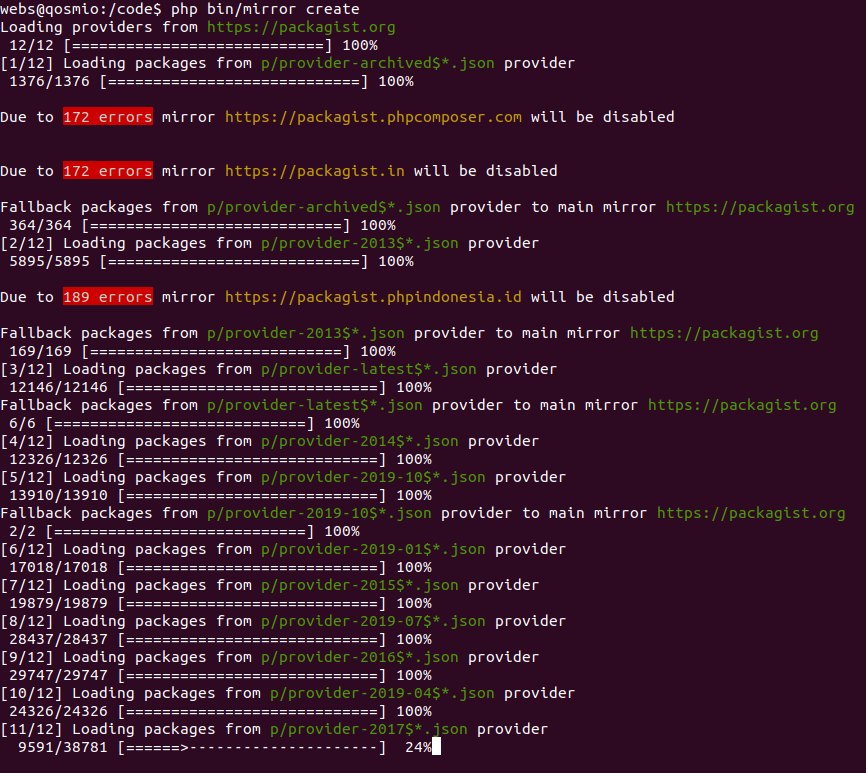 webs@qosmio:/code$ php bin/mirror create
Loading providers from https://packagist.org
 12/12 [============================] 100%
[1/12] Loading packages from p/provider-archived$*.json provider
 1376/1376 [============================] 100%
Due to 172 errors mirror https://packagist.phpcomposer.com will be disabled
Due to 172 errors mirror https://packagist.in will be disabled
Fallback packages from p/provider-archived$*.json provider to main mirror https://packagist.org
 364/364 [============================] 100%
[2/12] Loading packages from p/provider-2013$*.json provider
 5895/5895 [============================] 100%
Due to 189 errors mirror https://packagist.phpindonesia.id will be disabled
Fallback packages from p/provider-2013$*.json provider to main mirror https://packagist.org
 169/169 [============================] 100%
[3/12] Loading packages from p/provider-latest$*.json provider
 12146/12146 [============================] 100%
Fallback packages from p/provider-latest$*.json provider to main mirror https://packagist.org
 6/6 [============================] 100%
[4/12] Loading packages from p/provider-2014$*.json provider
 12326/12326 [============================] 100%
[5/12] Loading packages from p/provider-2019-10$*.json provider
 13910/13910 [============================] 100%
Fallback packages from p/provider-2019-10$*.json provider to main mirror https://packagist.org
 2/2 [============================] 100%
[6/12] Loading packages from p/provider-2019-01$*.json provider
 17018/17018 [============================] 100%
[7/12] Loading packages from p/provider-2015$*.json provider
 19879/19879 [============================] 100%
[8/12] Loading packages from p/provider-2019-07$*.json provider
 28437/28437 [============================] 100%
[9/12] Loading packages from p/provider-2016$*.json provider
 29747/29747 [============================] 100%
[10/12] Loading packages from p/provider-2019-04$*.json provider
 24326/24326 [============================] 100%
[11/12] Loading packages from p/provider-2017$*.json provider
  9591/38781 [======>---------------------]  24%